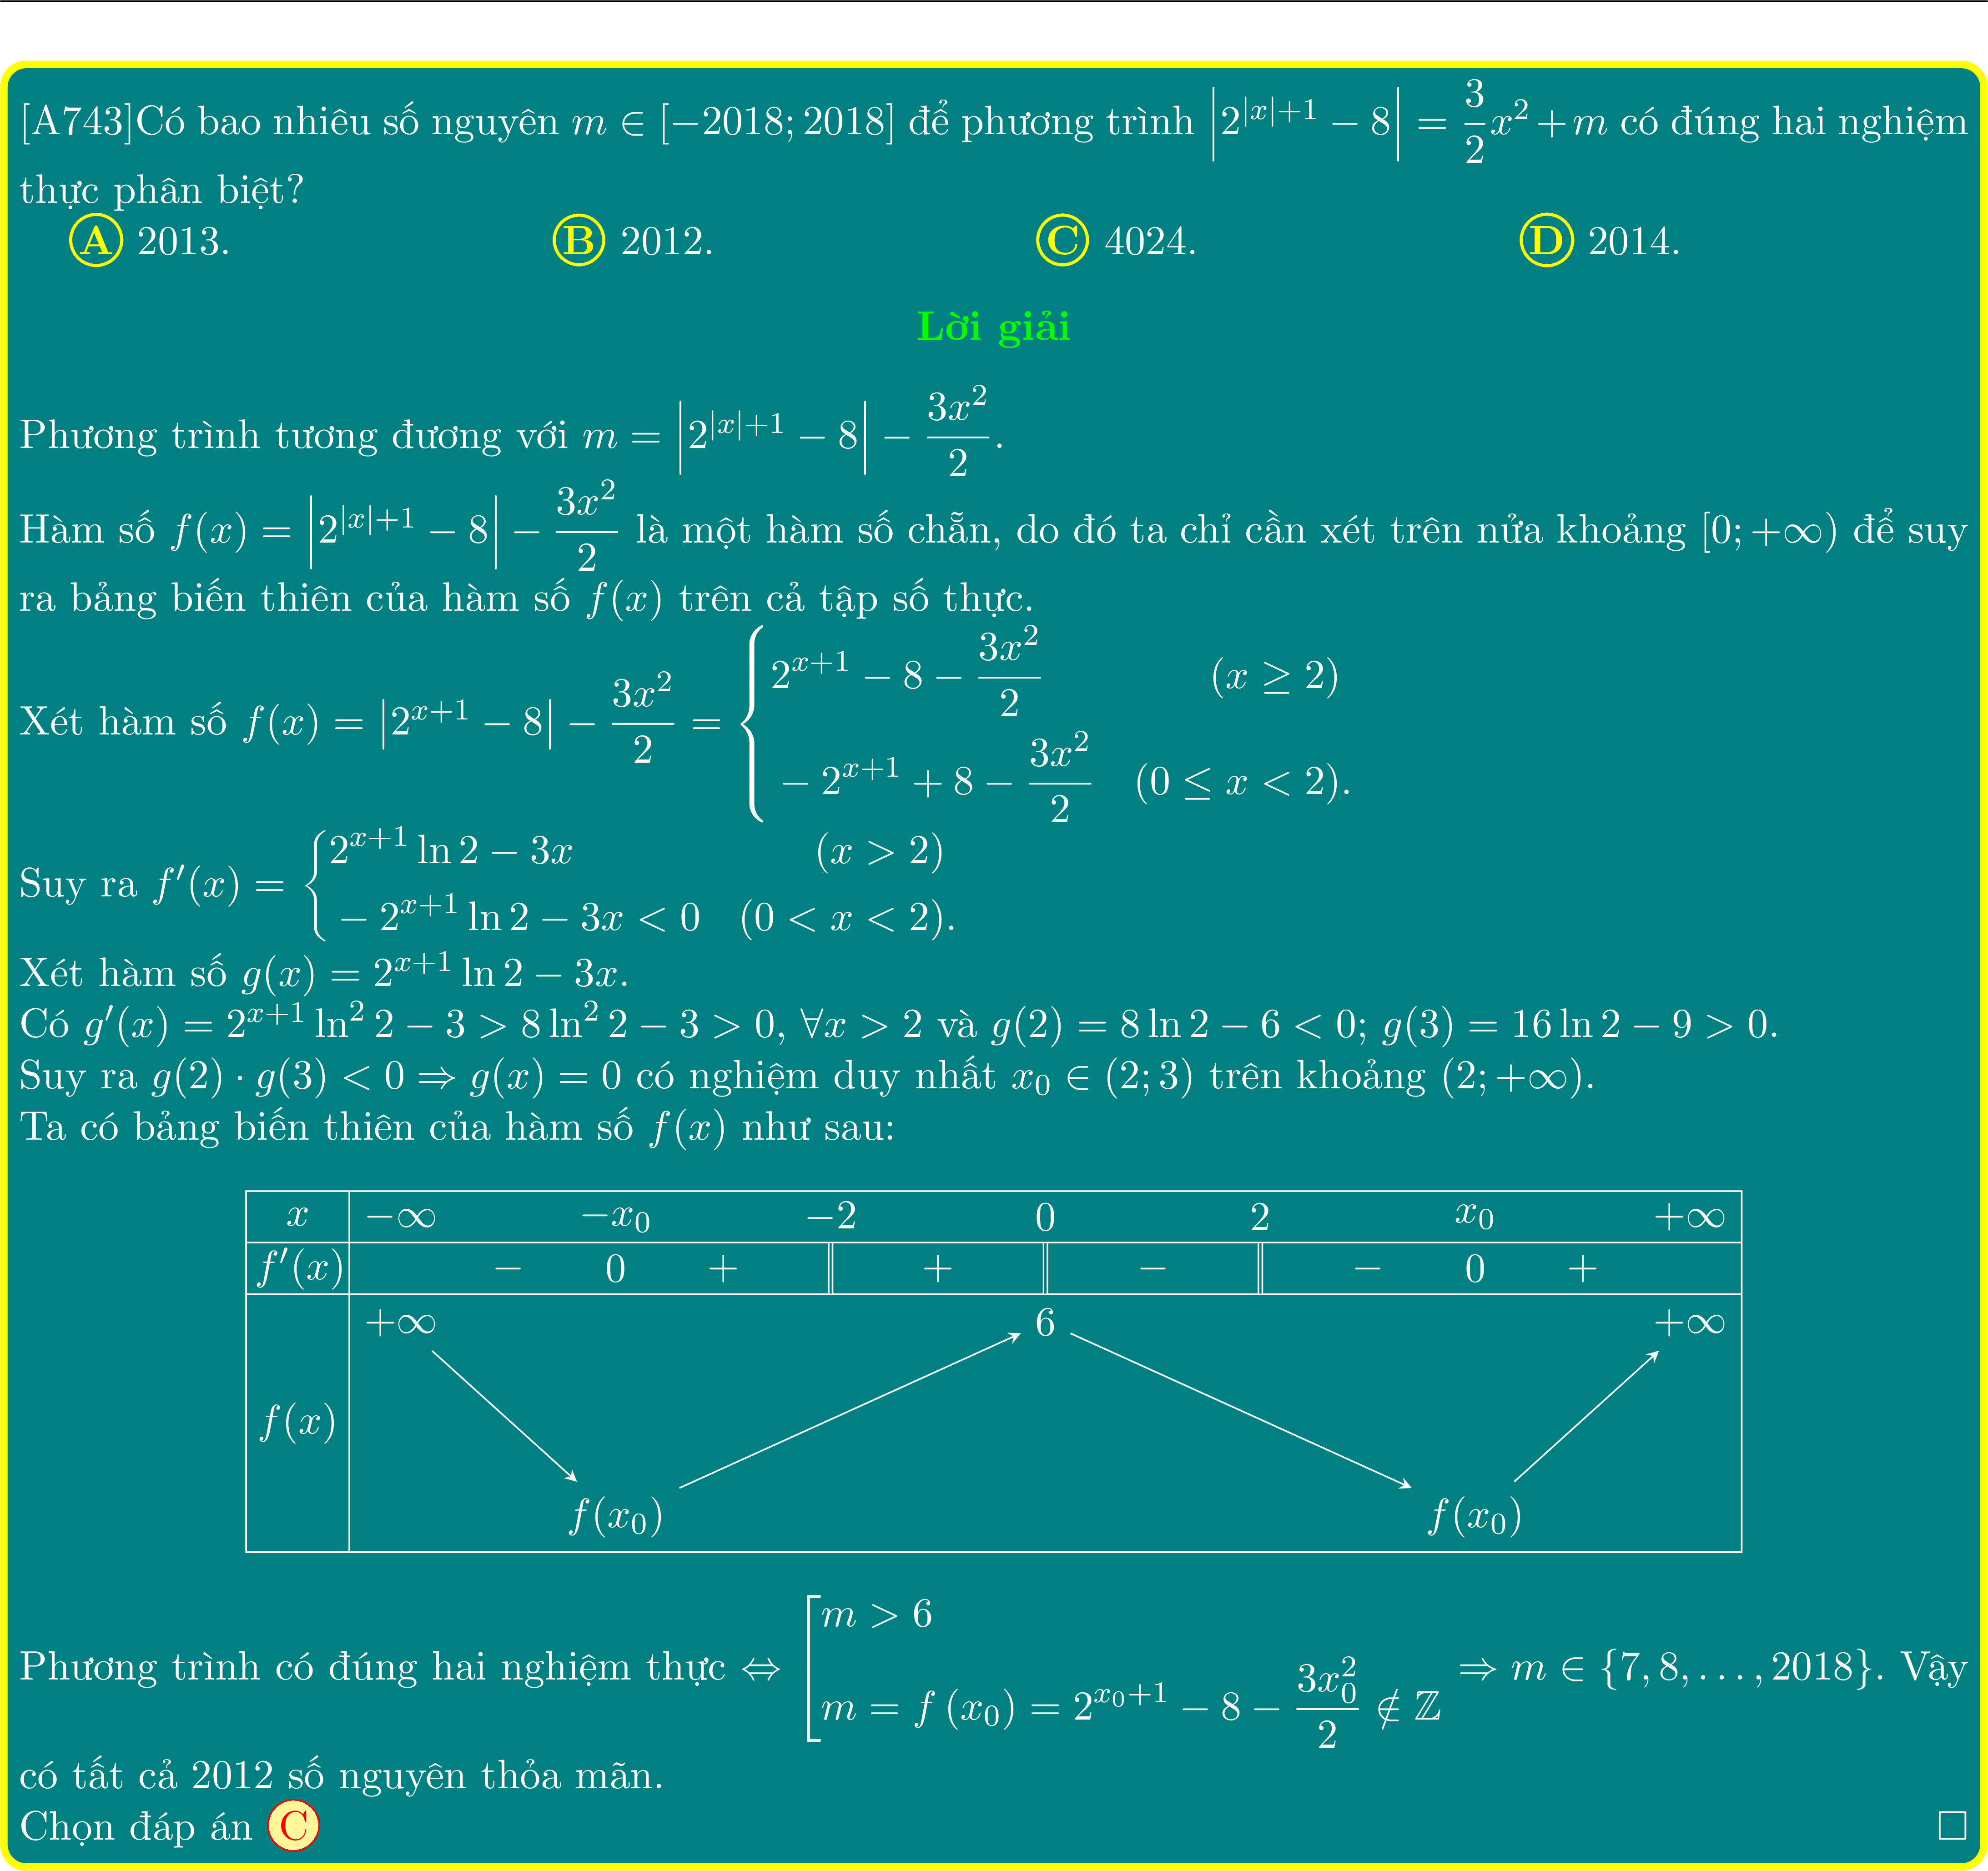 [A743]Có bao nhiêu số nguyên $m \in [-2018; 2018]$ để phương trình $\left|2^{|x|+1} - 8\right| = \dfrac{3}{2}x^2 + m$ có đúng hai nghiệm
thực phân biệt?
A 2013. B 2012. C 4024. D 2014.
Lời giải
Phương trình tương đương với $m = \left|2^{|x|+1} - 8\right| - \dfrac{3x^2}{2}$.
Hàm số $f(x) = \left|2^{|x|+1} - 8\right| - \dfrac{3x^2}{2}$ là một hàm số chẵn, do đó ta chỉ cần xét trên nửa khoảng $[0; +\infty)$ để suy
ra bảng biến thiên của hàm số $f(x)$ trên cả tập số thực.
Xét hàm số $f(x) = \left|2^{x+1} - 8\right| - \dfrac{3x^2}{2} = \begin{cases} 2^{x+1} - 8 - \dfrac{3x^2}{2} & (x \geq 2) \\ -2^{x+1} + 8 - \dfrac{3x^2}{2} & (0 \leq x < 2). \end{cases}$
Suy ra $f'(x) = \begin{cases} 2^{x+1} \ln 2 - 3x & (x > 2) \\ -2^{x+1} \ln 2 - 3x < 0 & (0 < x < 2). \end{cases}$
Xét hàm số $g(x) = 2^{x+1} \ln 2 - 3x$.
Có $g'(x) = 2^{x+1} \ln^2 2 - 3 > 8 \ln^2 2 - 3 > 0, \forall x > 2$ và $g(2) = 8 \ln 2 - 6 < 0; g(3) = 16 \ln 2 - 9 > 0$.
Suy ra $g(2) \cdot g(3) < 0 \Rightarrow g(x) = 0$ có nghiệm duy nhất $x_0 \in (2; 3)$ trên khoảng $(2; +\infty)$.
Ta có bảng biến thiên của hàm số $f(x)$ như sau:
$x$ $-\infty$ $-x_0$ $-2$ $0$ $2$ $x_0$ $+\infty$
$f'(x)$ $-$ $0$ $+$ $\|$ $+$ $\|$ $-$ $\|$ $-$ $0$ $+$
$+\infty$ $6$ $+\infty$
$f(x)$
$f(x_0)$ $f(x_0)$
Phương trình có đúng hai nghiệm thực $\Leftrightarrow \left[\begin{array}{l} m > 6 \\ m = f(x_0) = 2^{x_0+1} - 8 - \dfrac{3x_0^2}{2} \notin \mathbb{Z} \end{array}\right. \Rightarrow m \in \{7, 8, \ldots, 2018\}$. Vậy
có tất cả 2012 số nguyên thỏa mãn.
Chọn đáp án C □